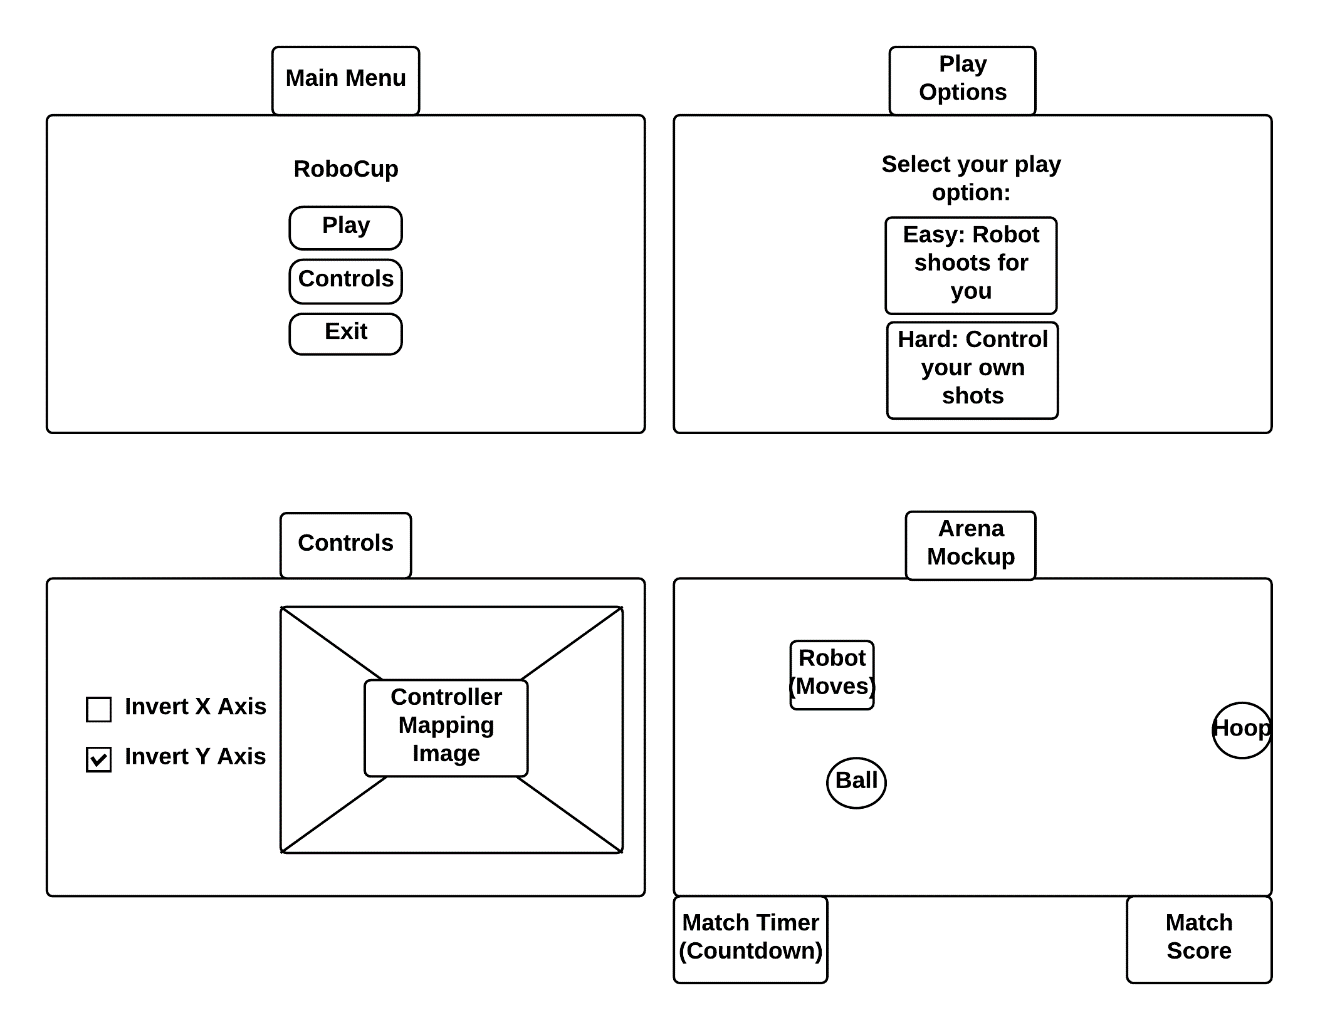 Main Menu
RoboCup
Play
Controls
Exit
Play
Options
Select your play
option:
Easy: Robot
shoots for
you
Hard: Control
your own
shots
Controls
Invert X Axis
Invert Y Axis
Controller
Mapping
Image
Arena
Mockup
Robot
(Moves)
Hoop
Ball
Match Timer
(Countdown)
Match
Score